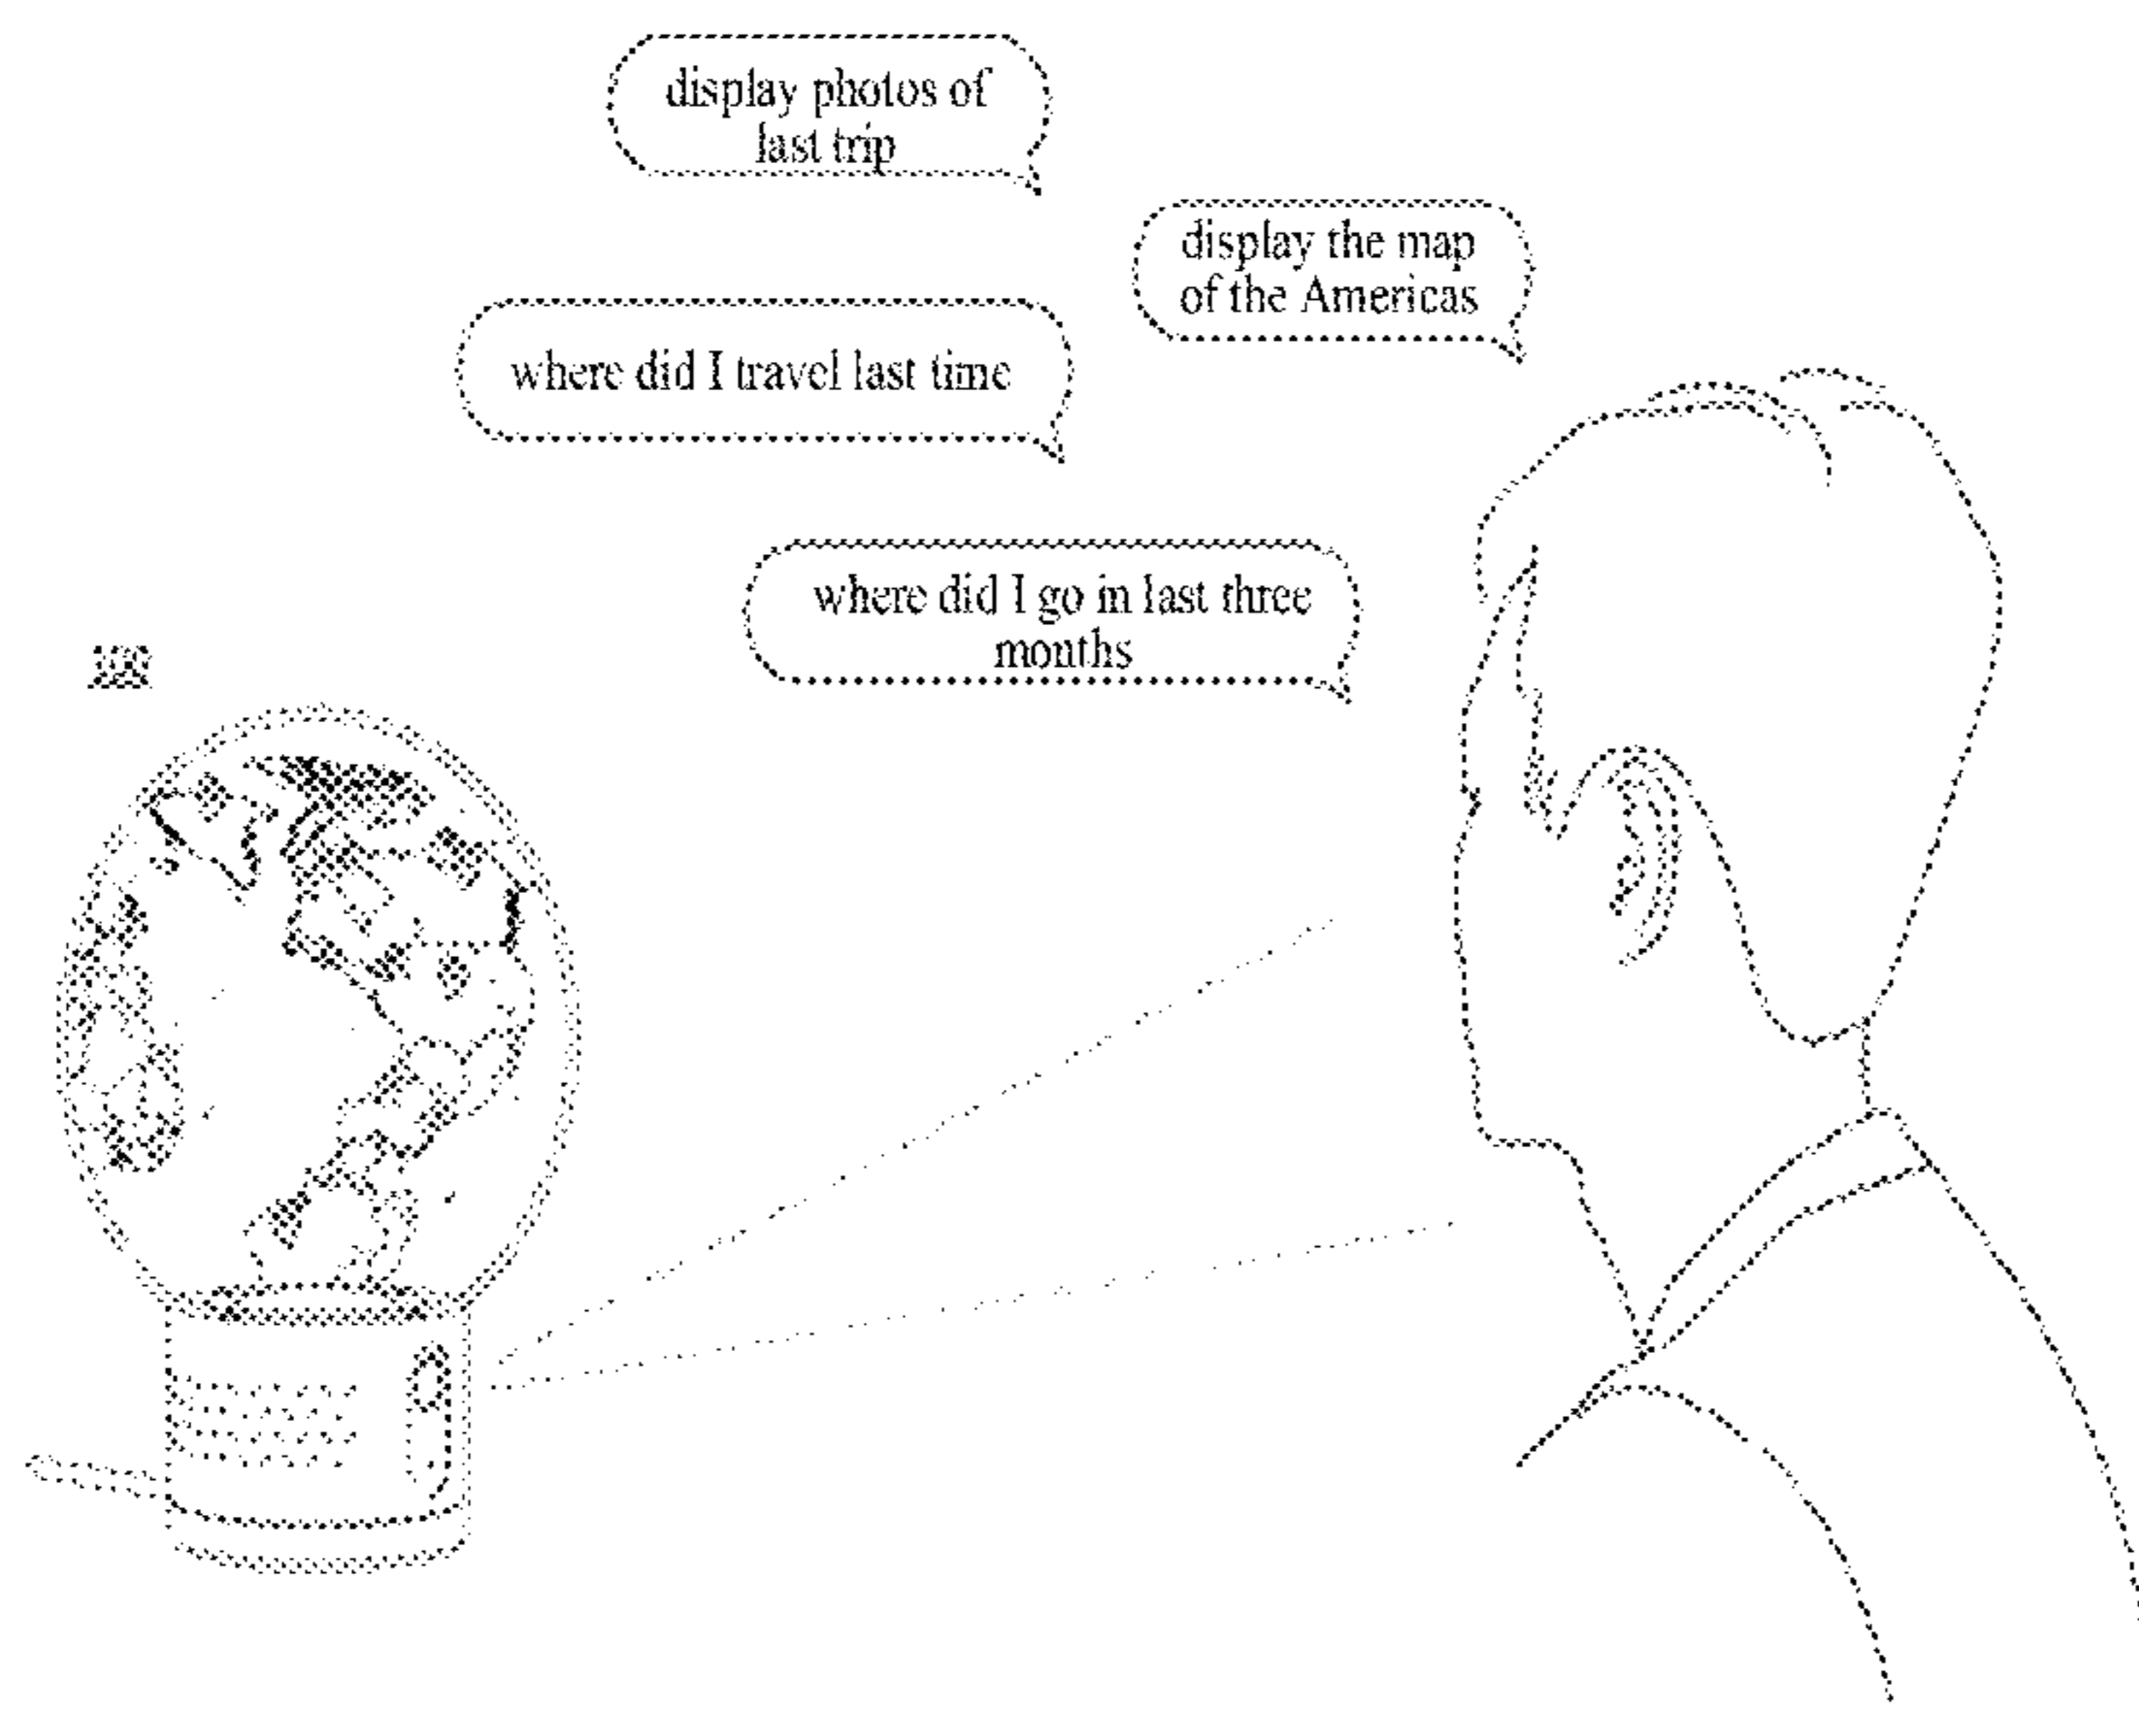 display photos of
last trip
display the map
of the Americas
where did I travel last time
where did I go in last three
months